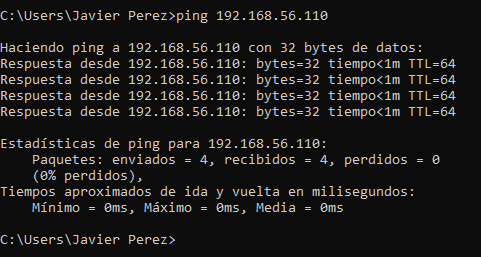 C:\Users\Javier Perez>ping 192.168.56.110
Haciendo ping a 192.168.56.110 con 32 bytes de datos:
Respuesta desde 192.168.56.110: bytes=32 tiempo<1m TTL=64
Respuesta desde 192.168.56.110: bytes=32 tiempo<1m TTL=64
Respuesta desde 192.168.56.110: bytes=32 tiempo<1m TTL=64
Respuesta desde 192.168.56.110: bytes=32 tiempo<1m TTL=64
Estadísticas de ping para 192.168.56.110:
Paquetes: enviados = 4, recibidos = 4, perdidos = 0
(0% perdidos),
Tiempos aproximados de ida y vuelta en milisegundos:
Mínimo = 0ms, Máximo = 0ms, Media = 0ms
C:\Users\Javier Perez>